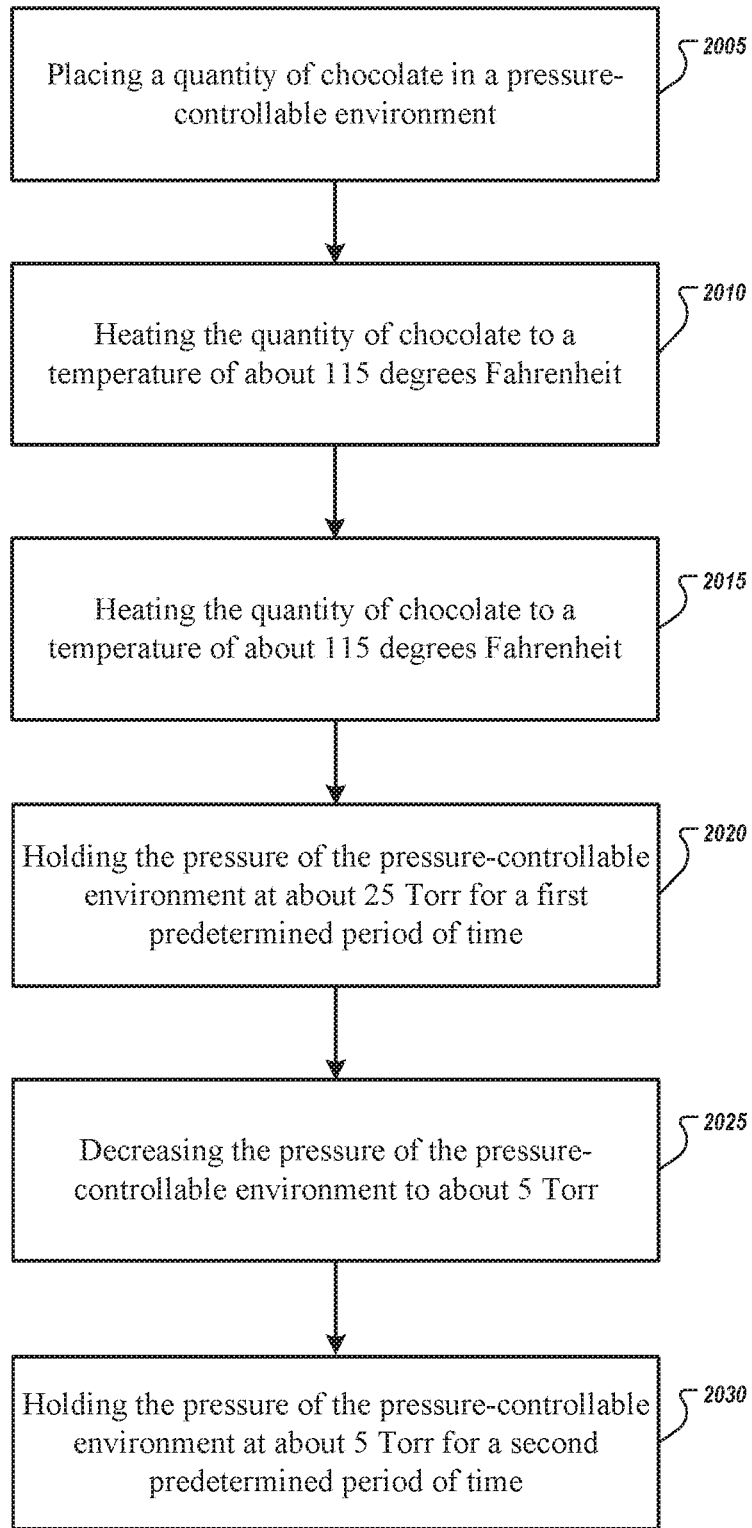 Placing a quantity of chocolate in a pressure-
controllable environment
2005
Heating the quantity of chocolate to a
temperature of about 115 degrees Fahrenheit
2010
Heating the quantity of chocolate to a
temperature of about 115 degrees Fahrenheit
2015
Holding the pressure of the pressure-controllable
environment at about 25 Torr for a first
predetermined period of time
2020
Decreasing the pressure of the pressure-
controllable environment to about 5 Torr
2025
Holding the pressure of the pressure-controllable
environment at about 5 Torr for a second
predetermined period of time
2030